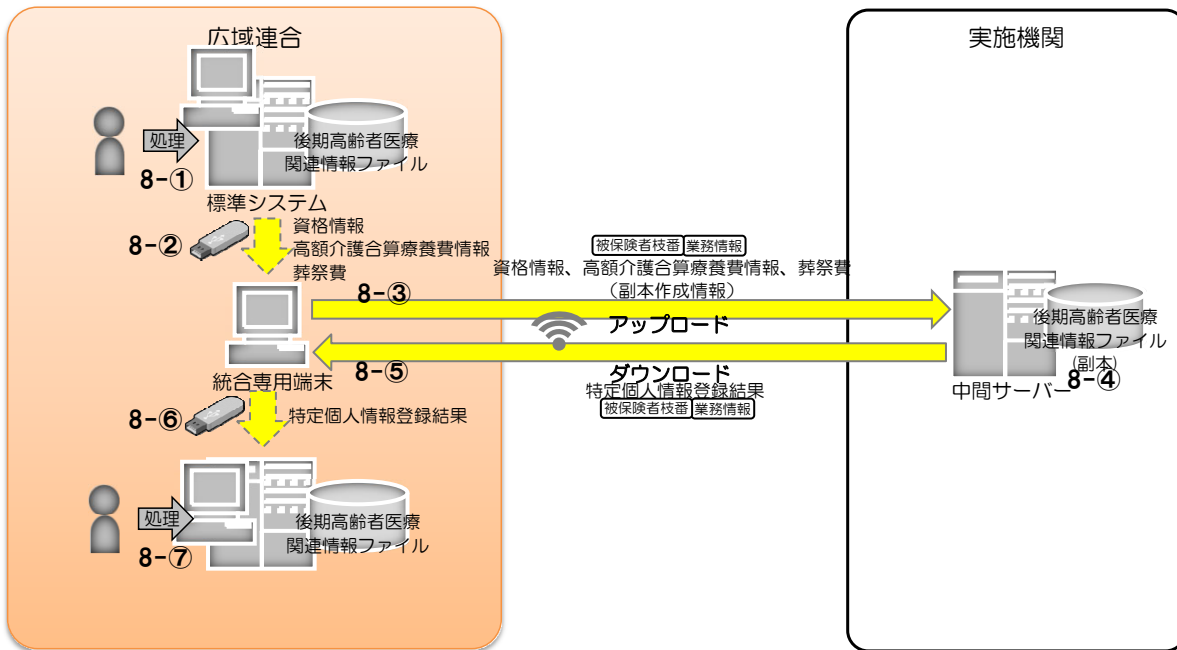 広域連合
実施機関
処理
8-①
後期高齢者医療
関連情報ファイル
標準システム
8-②
資格情報
高額介護合算療養費情報
葬祭費
被保険者枝番 業務情報
資格情報、高額介護合算療養費情報、葬祭費
(副本作成情報)
8-③
アップロード
後期高齢者医療
関連情報ファイル
(副本)
8-④
中間サーバー
統合専用端末
8-⑤
ダウンロード
特定個人情報登録結果
被保険者枝番 業務情報
8-⑥
特定個人情報登録結果
処理
8-⑦
後期高齢者医療
関連情報ファイル